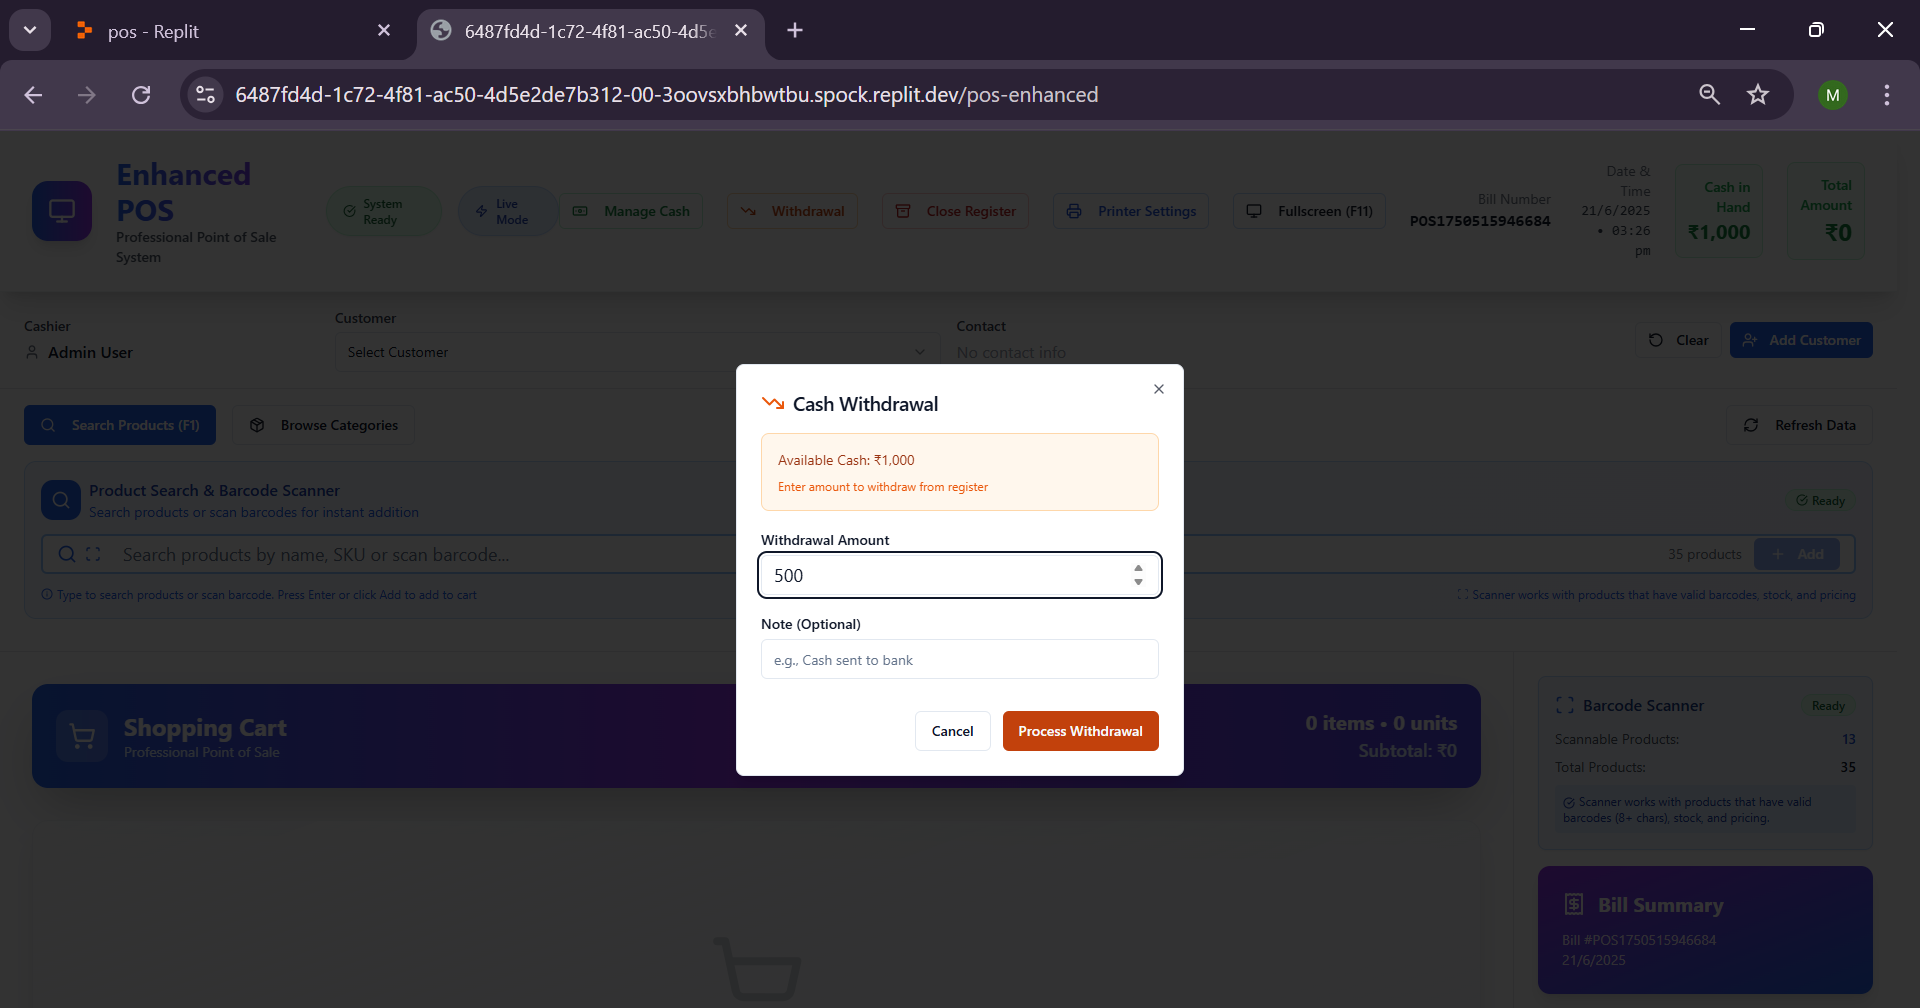 pos - Replit
6487fd4d-1c72-4f81-ac50-4d5e
6487fd4d-1c72-4f81-ac50-4d5e2de7b312-00-3oovsxbhbwtbu.spock.replit.dev/pos-enhanced
M
Enhanced
POS
Professional Point of Sale
System
System
Ready
Live
Mode
Manage Cash
Withdrawal
Close Register
Printer Settings
Fullscreen (F11)
Bill Number
POS1750515946684
Date &
Time
21/6/2025
• 03:26
pm
Cash in
Hand
₹1,000
Total
Amount
₹0
Cashier
Admin User
Customer
Select Customer
Contact
No contact info
Clear
Add Customer
Search Products (F1)
Browse Categories
Refresh Data
Product Search & Barcode Scanner
Search products or scan barcodes for instant addition
Ready
Search products by name, SKU or scan barcode...
35 products
Add
Type to search products or scan barcode. Press Enter or click Add to add to cart
Scanner works with products that have valid barcodes, stock, and pricing
Cash Withdrawal
Available Cash: ₹1,000
Enter amount to withdraw from register
Withdrawal Amount
500
Note (Optional)
e.g., Cash sent to bank
Cancel
Process Withdrawal
Shopping Cart
Professional Point of Sale
0 items • 0 units
Subtotal: ₹0
Barcode Scanner
Ready
Scannable Products:
13
Total Products:
35
Scanner works with products that have valid
barcodes (8+ chars), stock, and pricing.
Bill Summary
Bill #POS1750515946684
21/6/2025